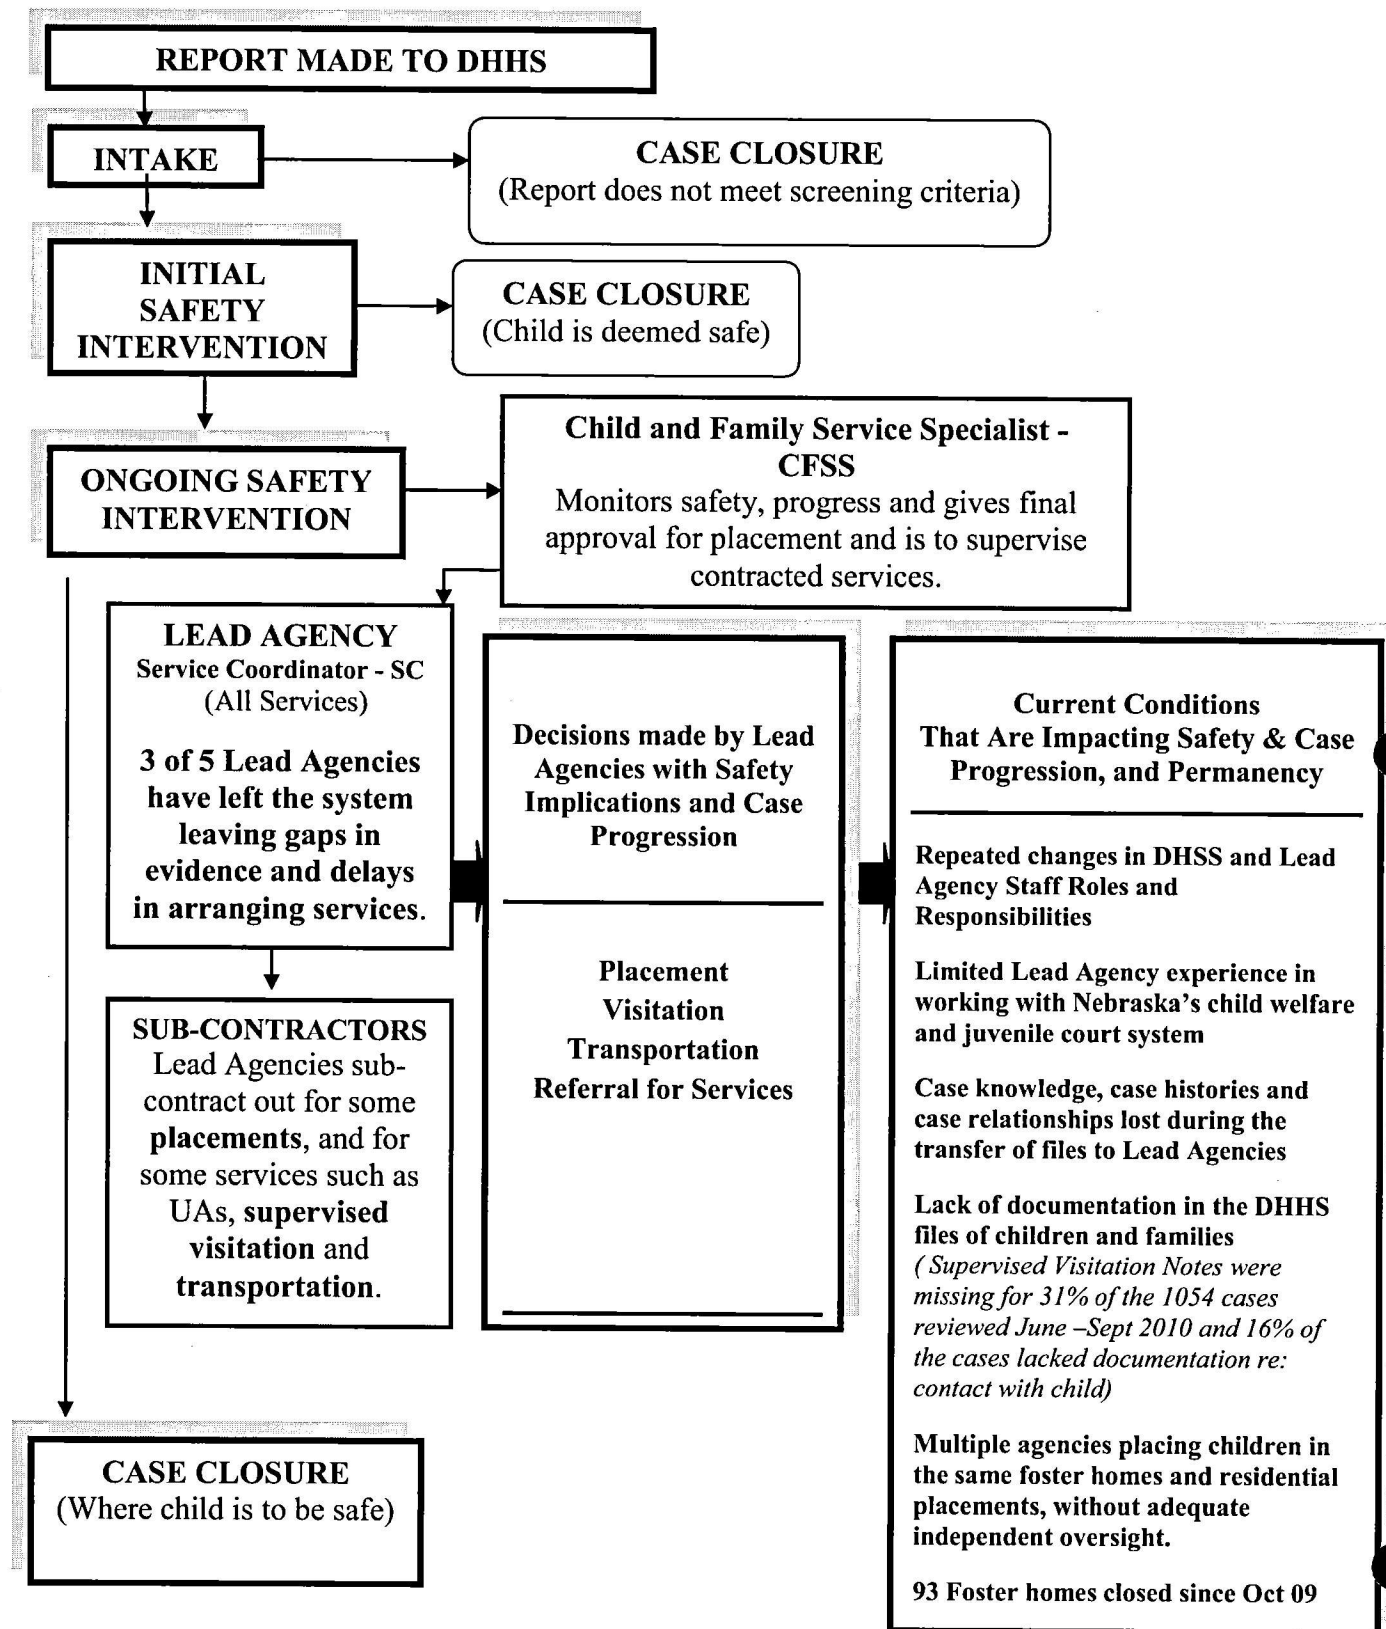 REPORT MADE TO DHHS
INTAKE
CASE CLOSURE
(Report does not meet screening criteria)
INITIAL
SAFETY
INTERVENTION
CASE CLOSURE
(Child is deemed safe)
ONGOING SAFETY
INTERVENTION
Child and Family Service Specialist -
CFSS
Monitors safety, progress and gives final
approval for placement and is to supervise
contracted services.
LEAD AGENCY
Service Coordinator - SC
(All Services)
3 of 5 Lead Agencies
have left the system
leaving gaps in
evidence and delays
in arranging services.
SUB-CONTRACTORS
Lead Agencies sub-
contract out for some
placements, and for
some services such as
UAs, supervised
visitation and
transportation.
Decisions made by Lead
Agencies with Safety
Implications and Case
Progression
Placement
Visitation
Transportation
Referral for Services
Current Conditions
That Are Impacting Safety & Case
Progression, and Permanency
Repeated changes in DHSS and Lead
Agency Staff Roles and
Responsibilities
Limited Lead Agency experience in
working with Nebraska's child welfare
and juvenile court system
Case knowledge, case histories and
case relationships lost during the
transfer of files to Lead Agencies
Lack of documentation in the DHHS
files of children and families
( Supervised Visitation Notes were
missing for 31% of the 1054 cases
reviewed June –Sept 2010 and 16% of
the cases lacked documentation re:
contact with child)
Multiple agencies placing children in
the same foster homes and residential
placements, without adequate
independent oversight.
93 Foster homes closed since Oct 09
CASE CLOSURE
(Where child is to be safe)